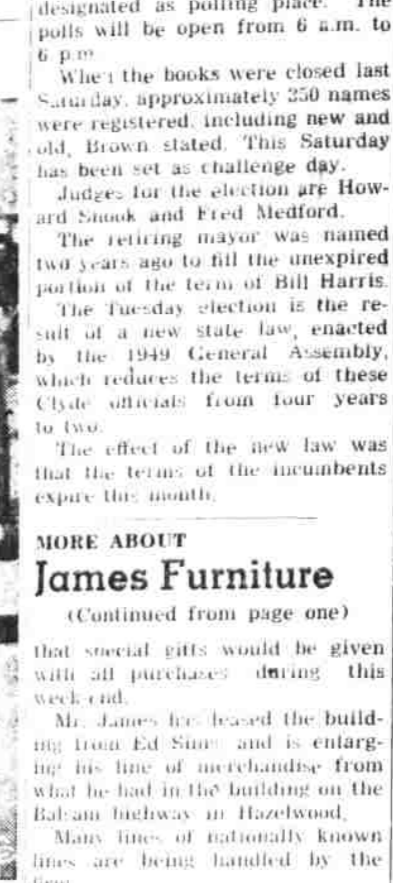 designated as polling place. The
polls will be open from 6 a.m. to
6 p.m.
When the books were closed last
Saturday, approximately 350 names
were registered, including new and
old, Brown stated. This Saturday
has been set as challenge day.
Judges for the election are How-
ard Snook and Fred Medford.
The retiring mayor was named
two years ago to fill the unexpired
portion of the term of Bill Harris.
The Tuesday election is the re-
sult of a new state law, enacted
by the 1949 General Assembly,
which reduces the terms of these
Clyde officials from four years
to two.
The effect of the new law was
that the terms of the incumbents
expire this month.
MORE ABOUT
James Furniture
(Continued from page one)
that special gifts would be given
with all purchases during this
week-end.
Mr. James has leased the build-
ing from Ed Sims and is enlarg-
ing his line of merchandise from
what he had in the building on the
Balsam highway in Hazelwood.
Many lines of nationally known
lines are being handled by the